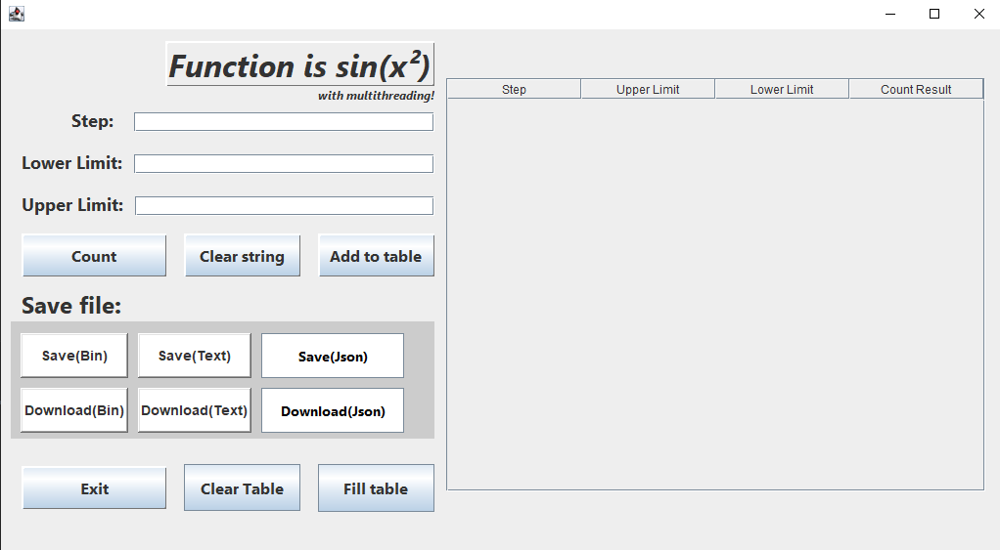 Function is sin(x²)
with multithreading!
Step:
Lower Limit:
Upper Limit:
Count Clear string Add to table
Save file:
Save(Bin) Save(Text) Save(Json)
Download(Bin) Download(Text) Download(Json)
Exit Clear Table Fill table
Step Upper Limit Lower Limit Count Result